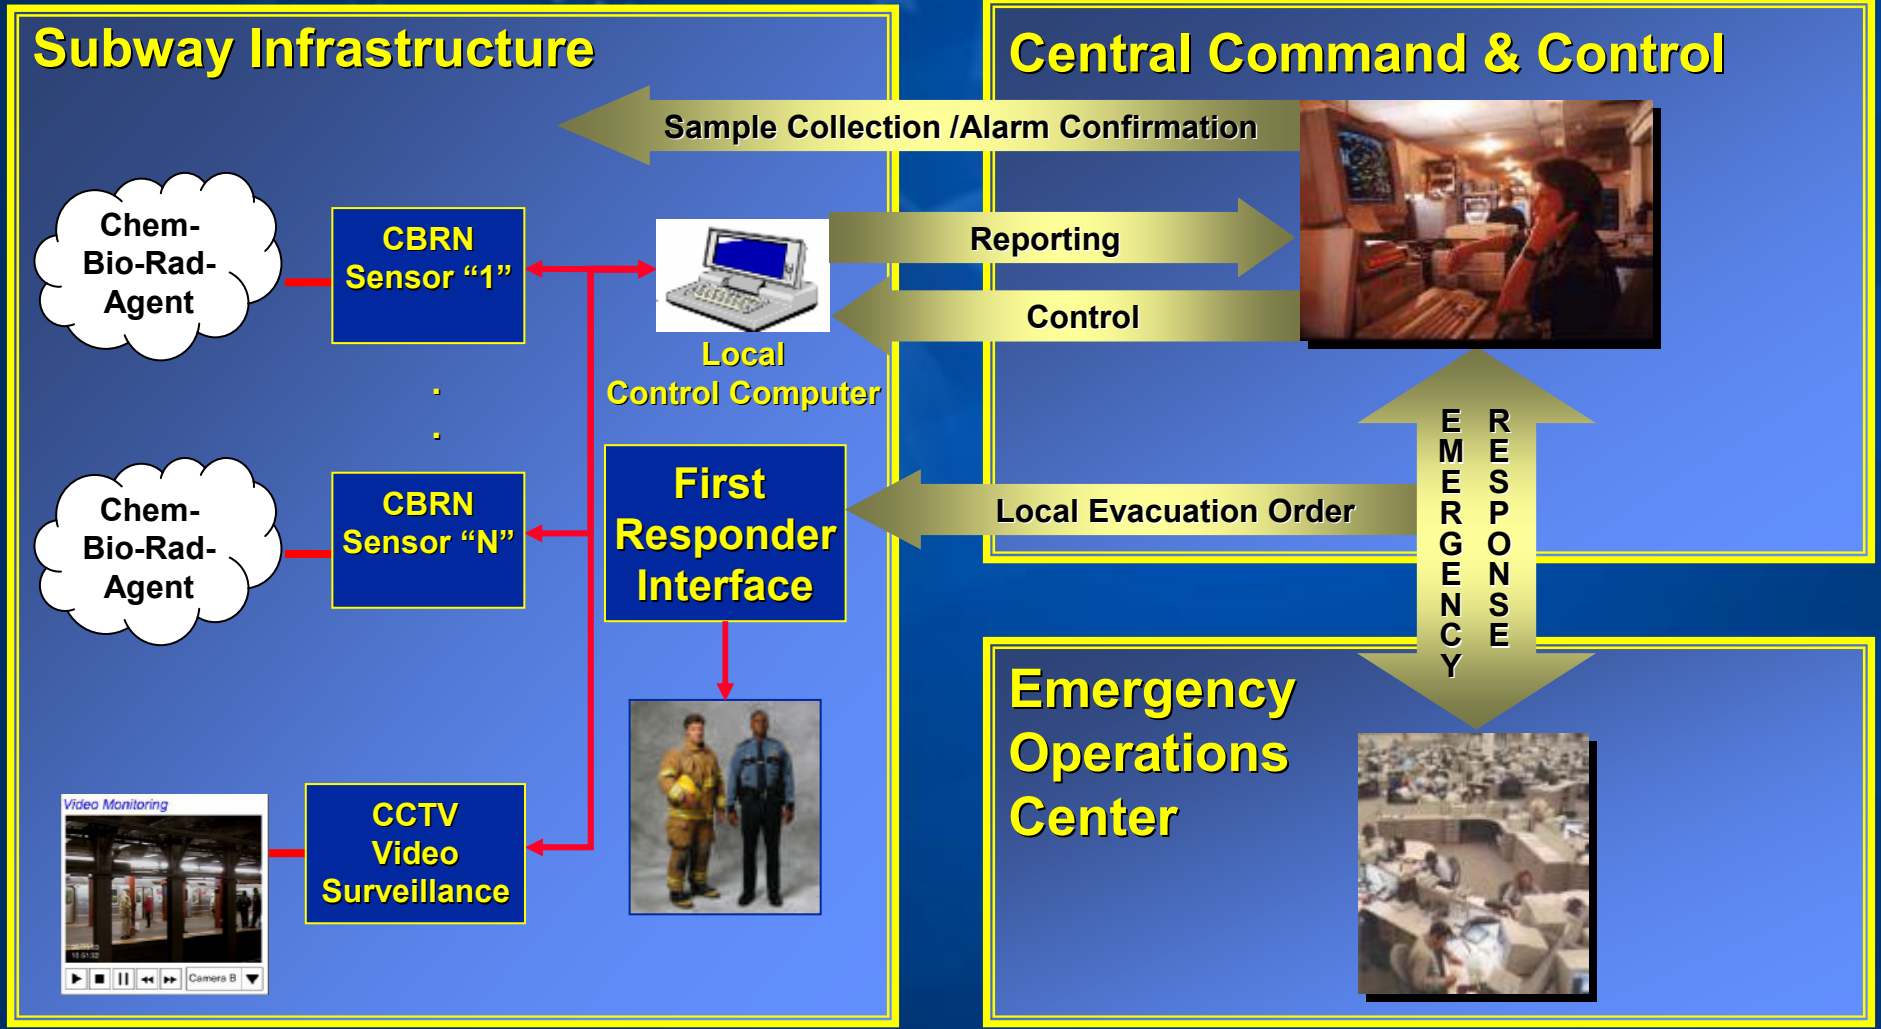 Subway Infrastructure
Central Command & Control
Sample Collection /Alarm Confirmation
Chem-
Bio-Rad-
Agent
CBRN
Sensor “1”
Reporting
Control
Local
Control Computer
.
.
Chem-
Bio-Rad-
Agent
CBRN
Sensor “N”
First
Responder
Interface
Local Evacuation Order
EMERGENCY
RESPONSE
Emergency
Operations
Center
Video Monitoring
CCTV
Video
Surveillance
Camera B